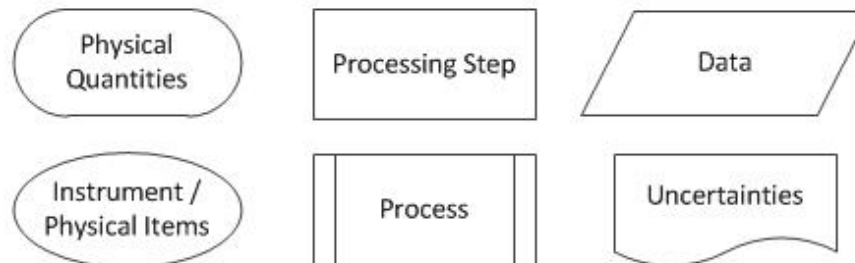 Physical
Quantities
Processing Step
Data
Instrument /
Physical Items
Process
Uncertainties